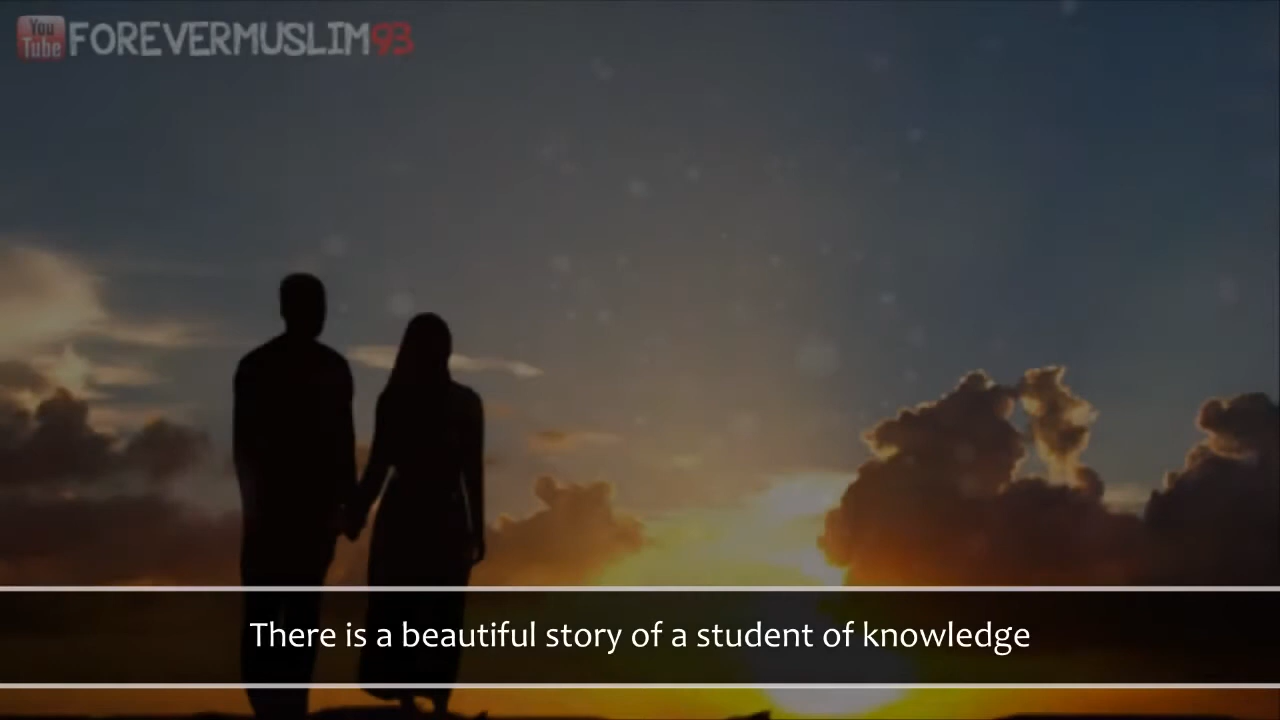 You
Tube
FOREVERMUSLIM93
There is a beautiful story of a student of knowledge